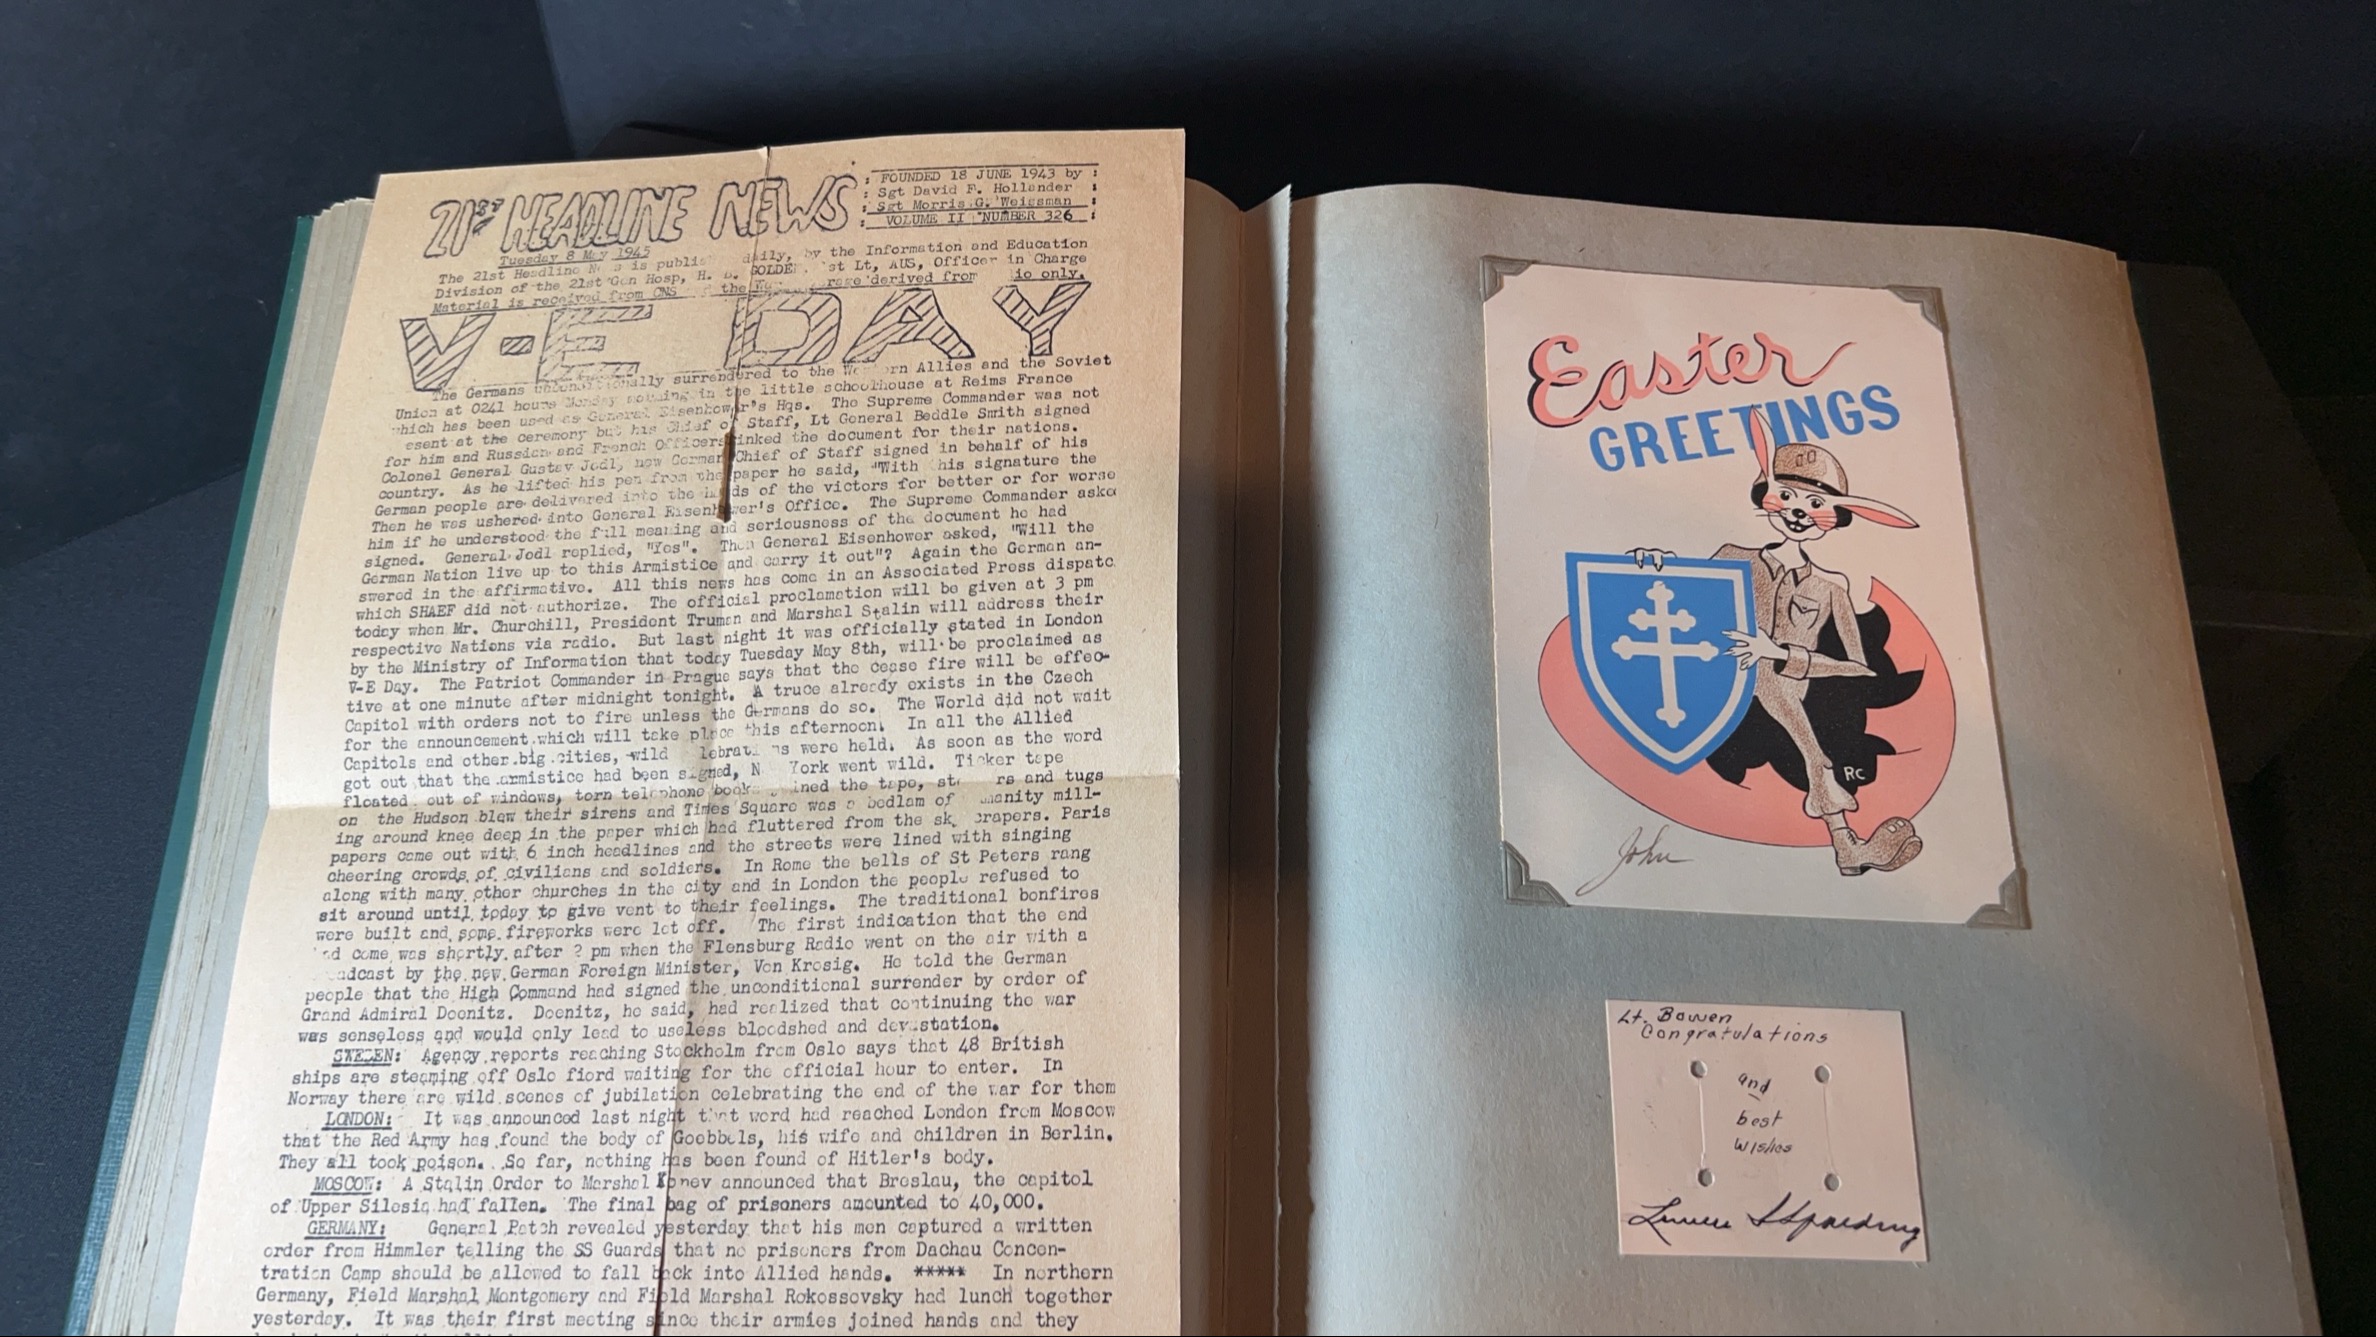 21ST HEADLINE NEWS
FOUNDED 18 JUNE 1943 by :
: Sgt David F. Hollander :
: Sgt Morris G. Weissman :
: VOLUME II NUMBER 326 :
Tuesday 8 May 1945
The 21st Headline is daily, by the Information and Education
Division of the 21st Gen Hosp, H. 1st Lt, AUS, Officer in Charge
Material is received from CNS the derived from only.
V-E DAY
The Germans unconditionally surrendered to the Allies and the Soviet
Union at 0241 hours Monday morning in the little schoolhouse at Reims France
which has been used as General Eisenhower's Hqs. The Supreme Commander was not
esent at the ceremony but his Chief of Staff, Lt General Beddle Smith signed
for him and Russian and French Officers inked the document for their nations.
Colonel General Gustav Jodl, new German Chief of Staff signed in behalf of his
country. As he lifted his pen from the paper he said, "With his signature the
German people are delivered into the hands of the victors for better or for worse
Then he was ushered into General Eisenhower's Office. The Supreme Commander aske
him if he understood the full meaning and seriousness of the document he had
signed. General Jodl replied, "Yes". Then General Eisenhower asked, "Will the
German Nation live up to this Armistice and carry it out"? Again the German an-
swered in the affirmative. All this news has come in an Associated Press dispatc
which SHAEF did not authorize. The official proclamation will be given at 3 pm
today when Mr. Churchill, President Truman and Marshal Stalin will address their
respective Nations via radio. But last night it was officially stated in London
by the Ministry of Information that today Tuesday May 8th, will be proclaimed as
V-E Day. The Patriot Commander in Prague says that the cease fire will be effec-
tive at one minute after midnight tonight. A truce already exists in the Czech
Capitol with orders not to fire unless the Germans do so. The World did not wait
for the announcement which will take place this afternoon. In all the Allied
Capitols and other big cities, wild were held. As soon as the word
got out that the armistice had been signed, York went wild. Ticker tape
floated out of windows, torn telephone the tape, and tugs
on the Hudson blew their sirens and Times Square was a bedlam of mill-
ing around knee deep in the paper which had fluttered from the Paris
papers came out with 6 inch headlines and the streets were lined with singing
cheering crowds of civilians and soldiers. In Rome the bells of St Peters rang
along with many other churches in the city and in London the people refused to
sit around until today to give vent to their feelings. The traditional bonfires
were built and some fireworks were let off. The first indication that the end
come was shortly after 2 pm when the Flensburg Radio went on the air with a
adcast by the new German Foreign Minister, Von Krosig. He told the German
people that the High Command had signed the unconditional surrender by order of
Grand Admiral Doenitz. Doenitz, he said, had realized that continuing the war
was senseless and would only lead to useless bloodshed and devastation.
SWEDEN: Agency reports reaching Stockholm from Oslo says that 48 British
ships are steaming off Oslo fiord waiting for the official hour to enter. In
Norway there are wild scenes of jubilation celebrating the end of the war for them
LONDON: It was announced last night that word had reached London from Moscow
that the Red Army has found the body of Goebbels, his wife and children in Berlin.
They all took poison. So far, nothing has been found of Hitler's body.
MOSCOW: A Stalin Order to Marshal Konev announced that Breslau, the capitol
of Upper Silesia had fallen. The final bag of prisoners amounted to 40,000.
GERMANY: General Patch revealed yesterday that his men captured a written
order from Himmler telling the SS Guards that no prisoners from Dachau Concen-
tration Camp should be allowed to fall back into Allied hands. ***** In northern
Germany, Field Marshal Montgomery and Field Marshal Rokossovsky had lunch together
yesterday. It was their first meeting since their armies joined hands and they
Easter
GREETINGS
CO
RC
John
Lt. Bowen
Congratulations
and
best
wishes
Spaulding